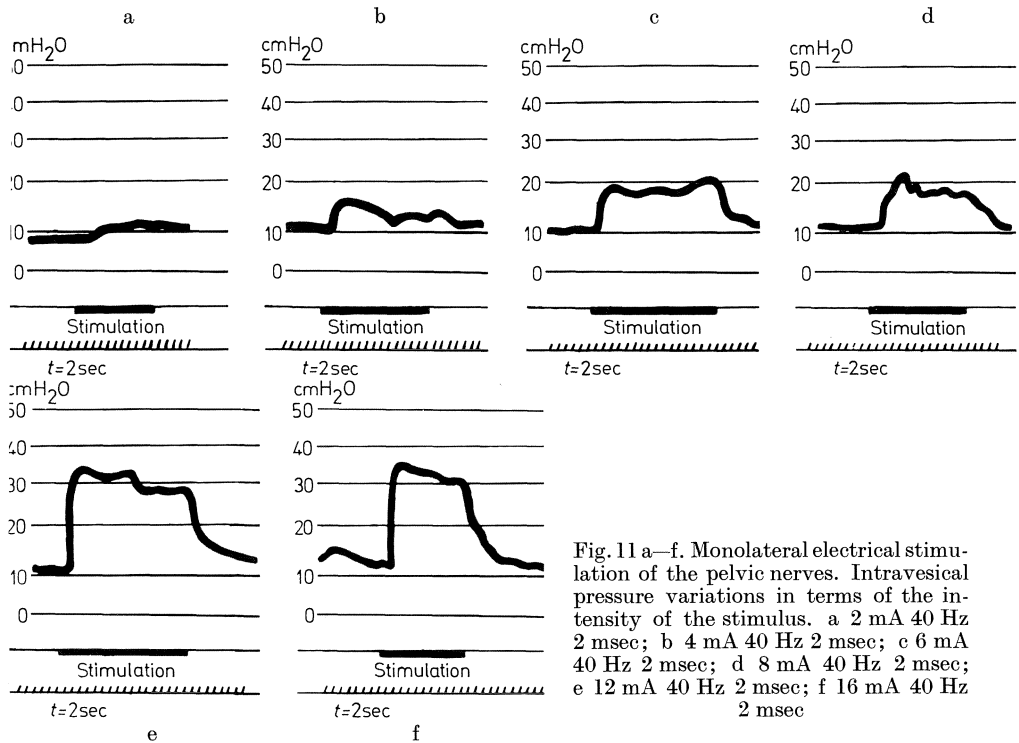 a b c d
mH2O cmH2O cmH2O cmH2O
50 50 50
40 40 40
30 30 30
20 20 20 20
10 10 10 10
0 0 0 0
Stimulation Stimulation Stimulation Stimulation
t=2sec t=2sec t=2sec t=2sec
cmH2O cmH2O
50 50
40 40
30 30
20 20
10 10
0 0
Stimulation Stimulation
t=2sec t=2sec
e f
Fig. 11 a—f. Monolateral electrical stimu-
lation of the pelvic nerves. Intravesical
pressure variations in terms of the in-
tensity of the stimulus. a 2 mA 40 Hz
2 msec; b 4 mA 40 Hz 2 msec; c 6 mA
40 Hz 2 msec; d 8 mA 40 Hz 2 msec;
e 12 mA 40 Hz 2 msec; f 16 mA 40 Hz
2 msec